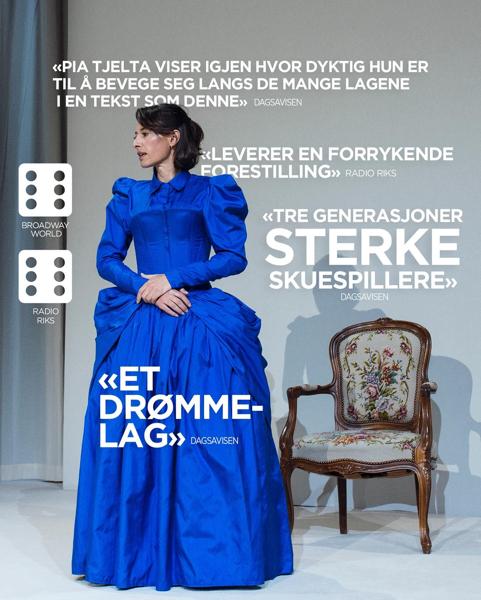 «PIA TJELTA VISER IGJEN HVOR DYKTIG HUN ER
TIL Å BEVEGE SEG LANGS DE MANGE LAGENE
I EN TEKST SOM DENNE» DAGSAVISEN
«LEVERER EN FORRYKENDE
FORESTILLING» RADIO RIKS
BROADWAY
WORLD
«TRE GENERASJONER
STERKE
SKUESPILLERE»
DAGSAVISEN
RADIO
RIKS
«ET
DRØMME-
LAG» DAGSAVISEN